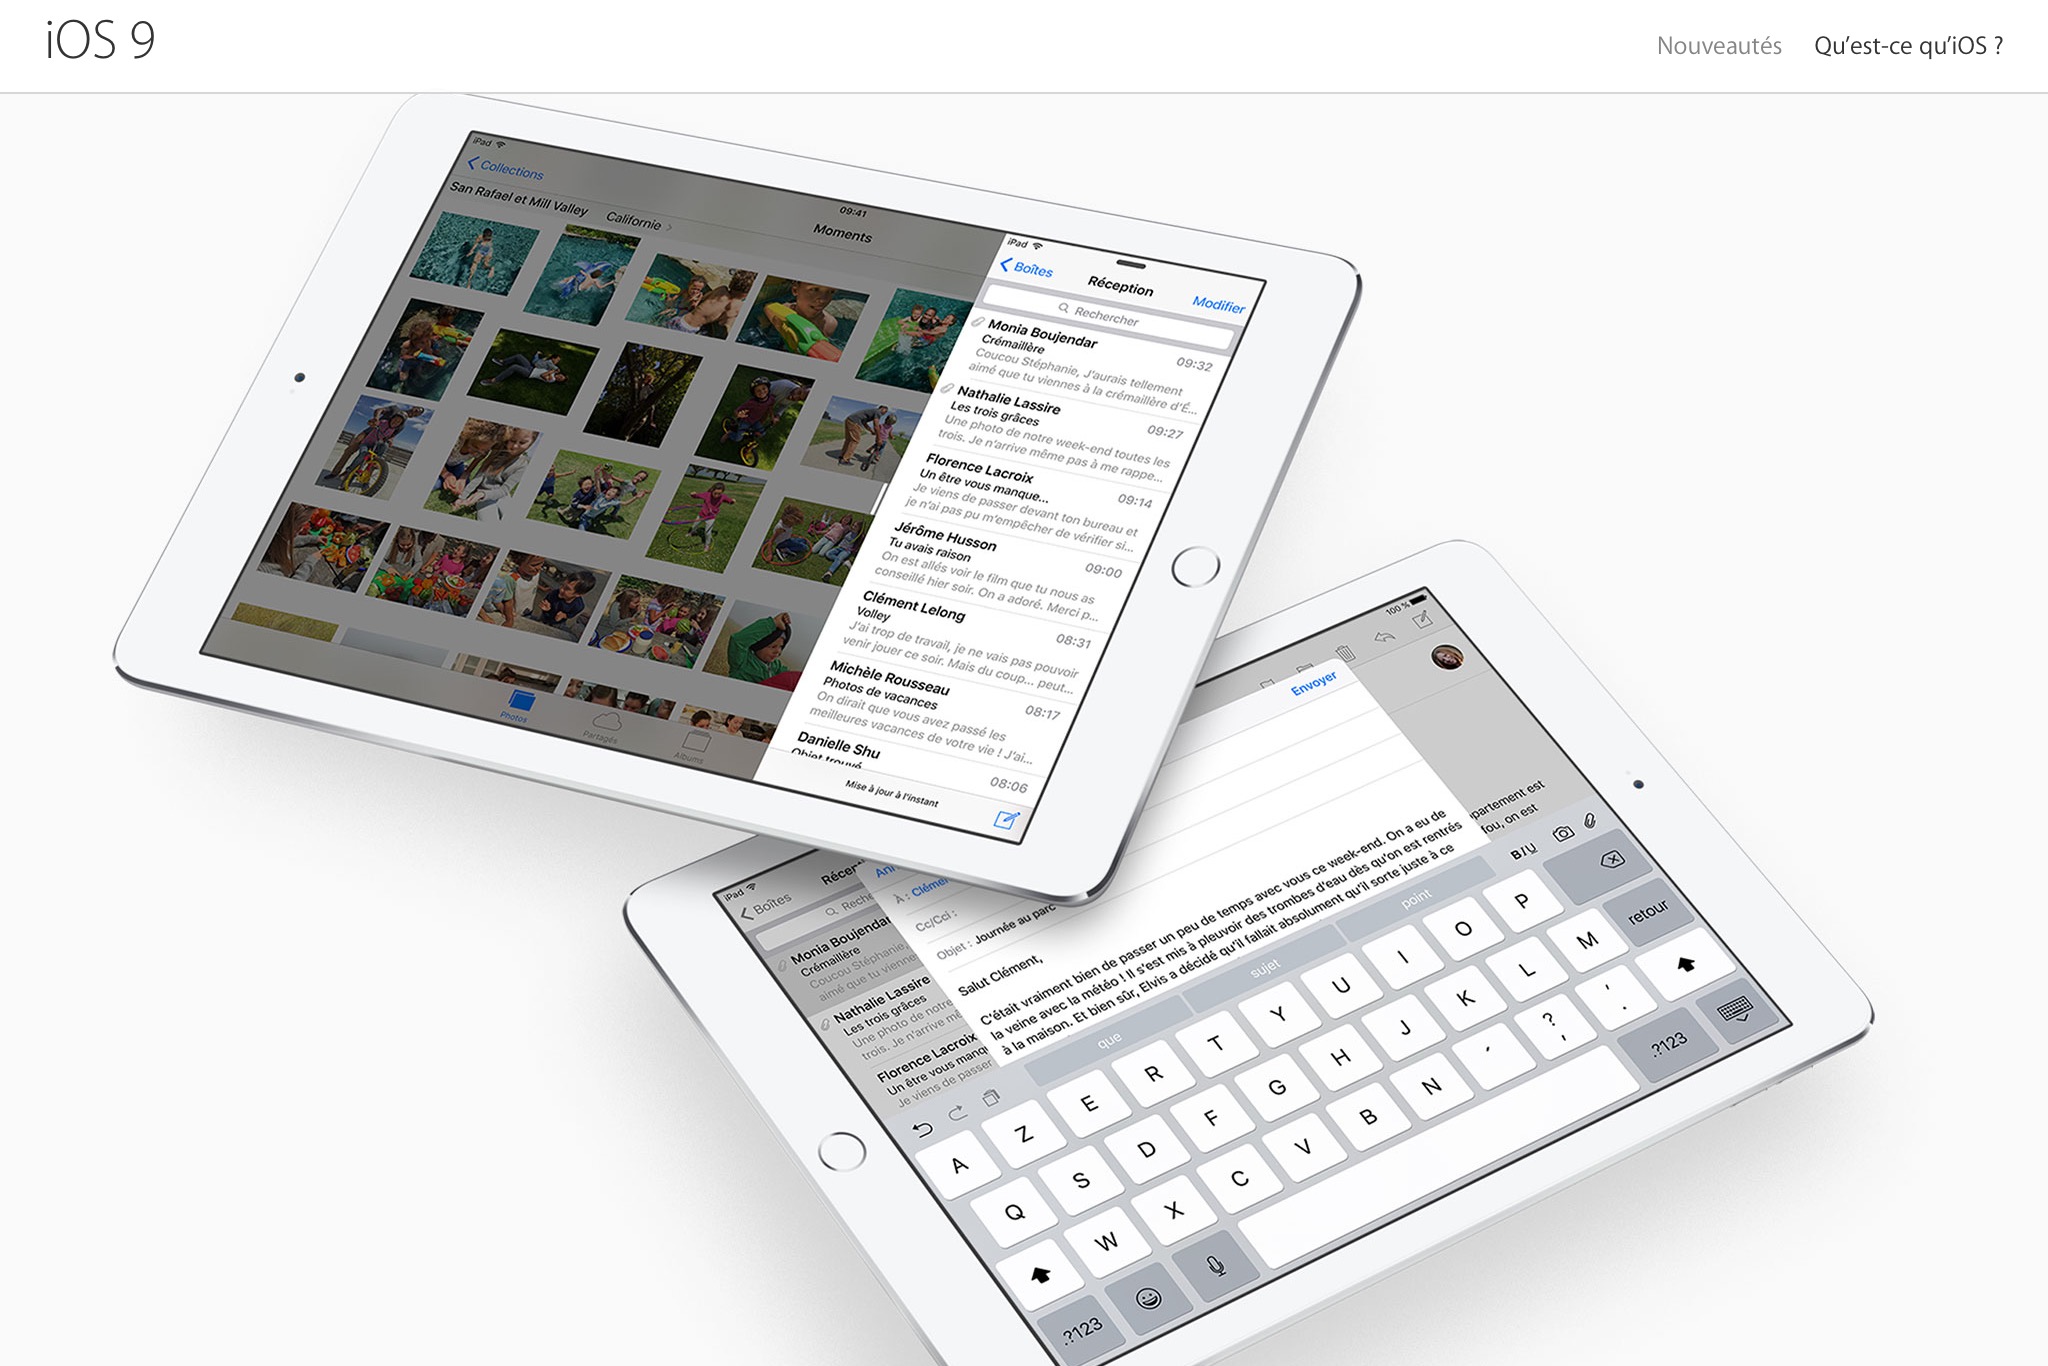 iOS 9
Nouveautés
Qu'est-ce qu'iOS ?
iPad
Collections
San Rafael et Mill Valley
Californie
09:41
Moments
Photos
Partagés
Albums
iPad
Boîtes
Réception
Modifier
Rechercher
Monia Boujendar
09:32
Crémaillère
Coucou Stéphanie, J'aurais tellement
aimé que tu viennes à la crémaillère d'É...
Nathalie Lassire
09:27
Les trois grâces
Une photo de notre week-end toutes les
trois. Je n'arrive même pas à me rappe...
Florence Lacroix
09:14
Un être vous manque...
Je viens de passer devant ton bureau et
je n'ai pas pu m'empêcher de vérifier si...
Jérôme Husson
09:00
Tu avais raison
On est allés voir le film que tu nous as
conseillé hier soir. On a adoré. Merci p...
Clément Lelong
08:31
Volley
J'ai trop de travail, je ne vais pas pouvoir
venir jouer ce soir. Mais du coup... peut...
Michèle Rousseau
08:17
Photos de vacances
On dirait que vous avez passé les
meilleures vacances de votre vie ! J'ai...
Danielle Shu
08:06
Objet trouvé
Mise à jour à l'instant
100 %
iPad
Boîtes
Récep
Rech
Monia Boujendar
Crémaillère
Coucou Stéphanie,
aimé que tu vienne
Nathalie Lassire
Les trois grâces
Une photo de notre
trois. Je n'arrive mê
Florence Lacroix
Un être vous manq
Je viens de passer
Ann
Envoyer
À : Clémen
Cc/Cci :
Objet : Journée au parc
Salut Clément,
C'était vraiment bien de passer un peu de temps avec vous ce week-end. On a eu de
la veine avec la météo ! Il s'est mis à pleuvoir des trombes d'eau dès qu'on est rentrés
à la maison. Et bien sûr, Elvis a décidé qu'il fallait absolument qu'il sorte juste à ce
partement est
fou, on est
que
sujet
point
B I U
A Z E R T Y U I O P
Q S D F G H J K L M retour
W X C V B N ' ? , ' .
.?123
.?123